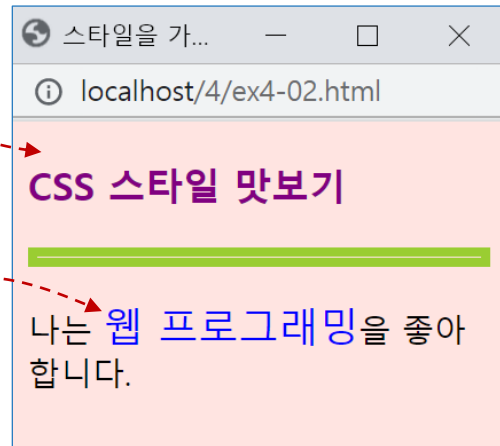 스타일을 가...
localhost/4/ex4-02.html
CSS 스타일 맛보기
나는 웹 프로그래밍을 좋아
합니다.